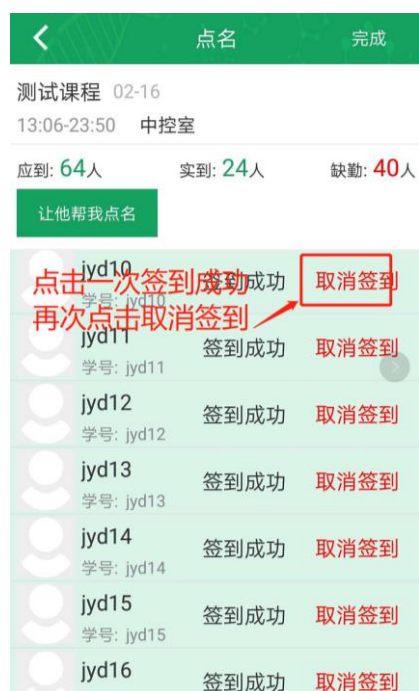 点名 完成
测试课程 02-16
13:06-23:50 中控室
应到: 64人 实到: 24人 缺勤: 40人
让他帮我点名
jyd10 签到成功 取消签到
学号: jyd10
点击一次签到成功
再次点击取消签到
jyd11 签到成功 取消签到
学号: jyd11
jyd12 签到成功 取消签到
学号: jyd12
jyd13 签到成功 取消签到
学号: jyd13
jyd14 签到成功 取消签到
学号: jyd14
jyd15 签到成功 取消签到
学号: jyd15
jyd16 签到成功 取消签到